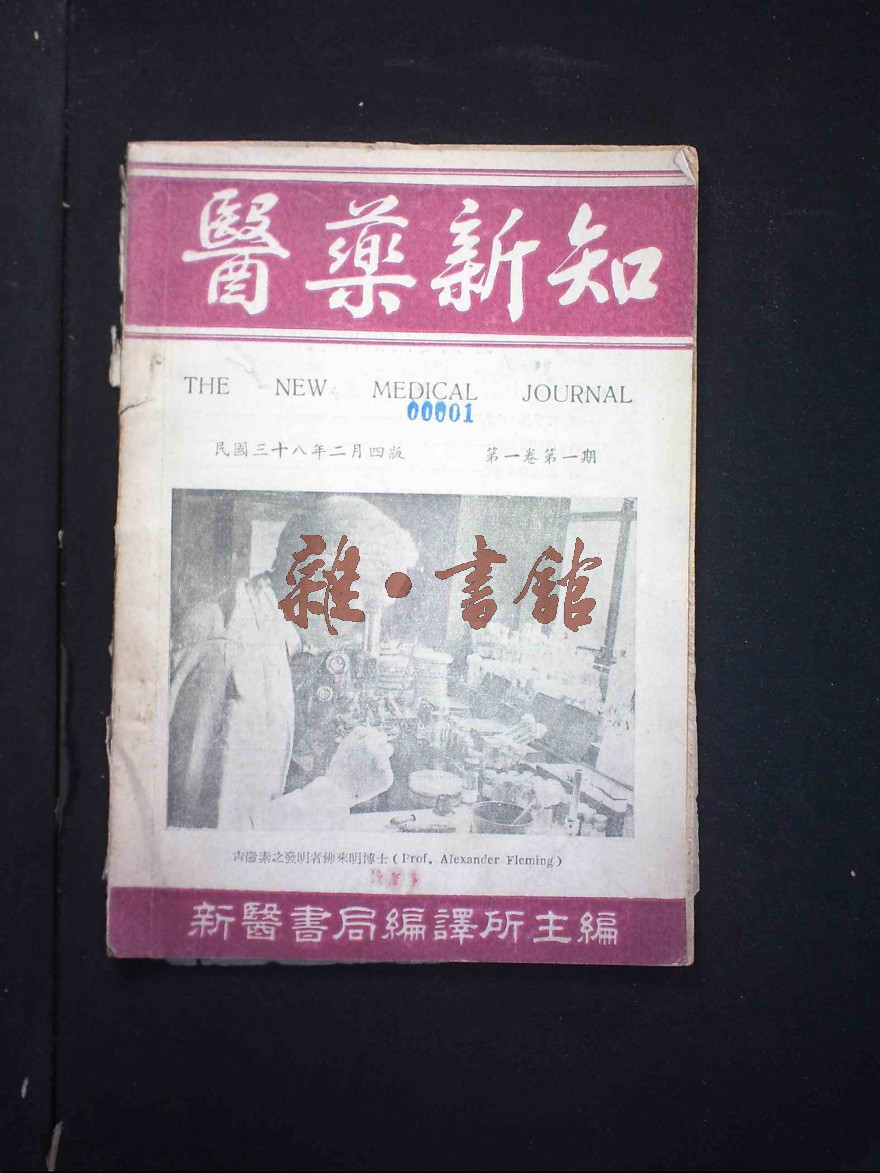 醫藥新知
THE NEW MEDICAL JOURNAL
00001
民國三十八年二月四版 第一卷第一期
雜·書館
青黴素之發明者佛來明博士（Prof. Alexander Fleming）
新醫書局編譯所主編